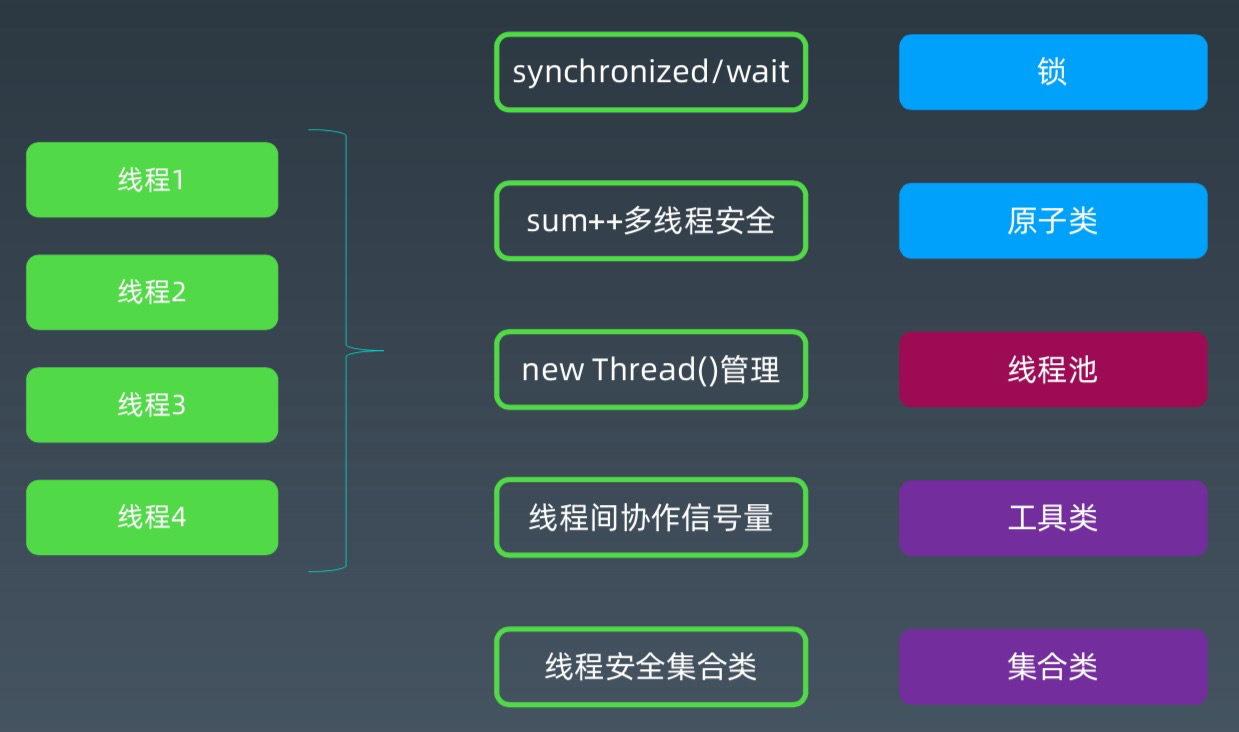 线程1
线程2
线程3
线程4
synchronized/wait
锁
sum++多线程安全
原子类
new Thread()管理
线程池
线程间协作信号量
工具类
线程安全集合类
集合类